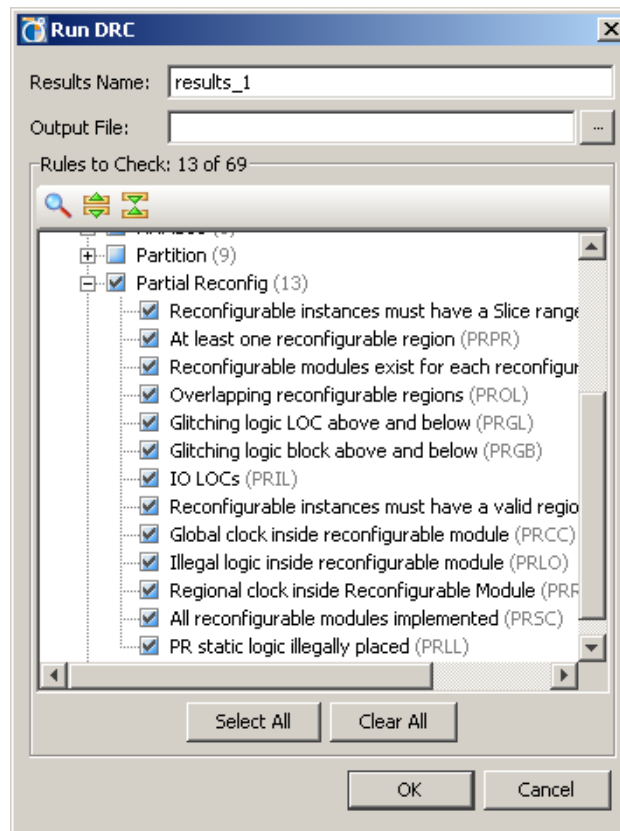 Run DRC
Results Name: results_1
Output File: ...
Rules to Check: 13 of 69
Partition (9)
Partial Reconfig (13)
Reconfigurable instances must have a Slice range
At least one reconfigurable region (PRPR)
Reconfigurable modules exist for each reconfigur
Overlapping reconfigurable regions (PROL)
Glitching logic LOC above and below (PRGL)
Glitching logic block above and below (PRGB)
IO LOCs (PRIL)
Reconfigurable instances must have a valid regio
Global clock inside reconfigurable module (PRCC)
Illegal logic inside reconfigurable module (PRLO)
Regional clock inside Reconfigurable Module (PRR
All reconfigurable modules implemented (PRSC)
PR static logic illegally placed (PRLL)
Select All Clear All
OK Cancel